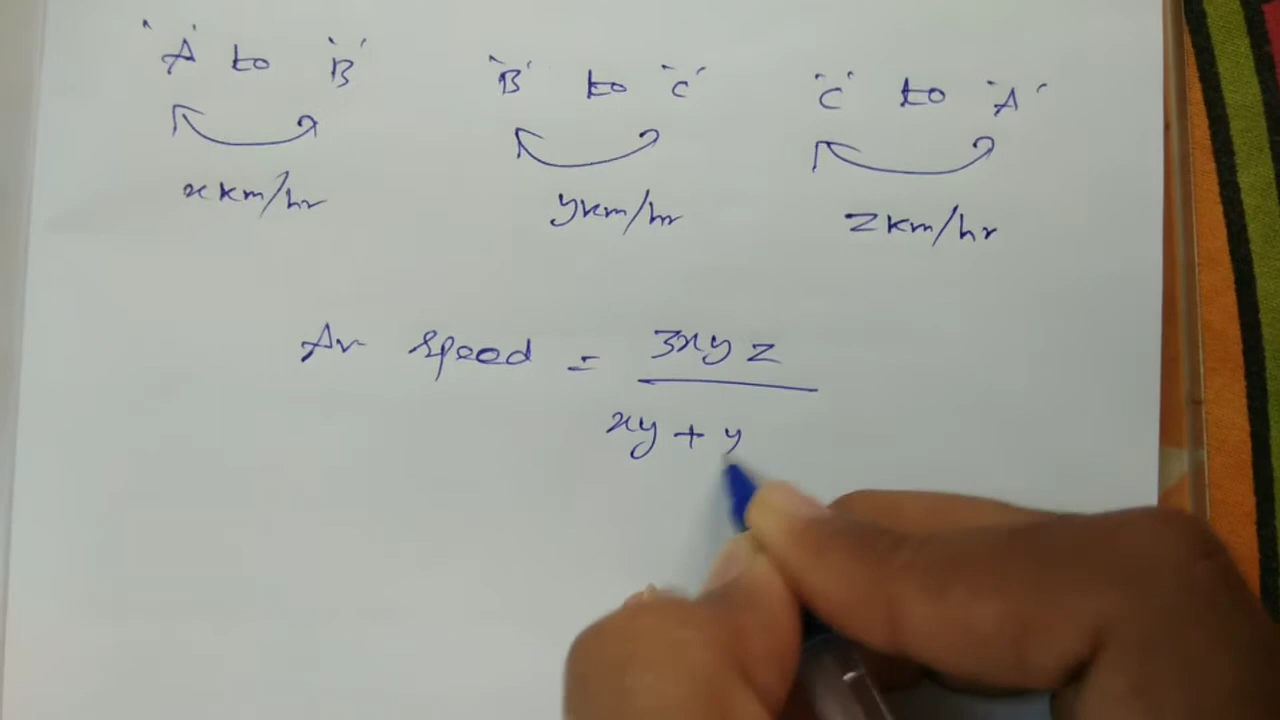 'A' to 'B' 'B' to 'C' 'C' to 'A'
x km/hr y km/hr z km/hr
Av speed = 3xyz
xy + y